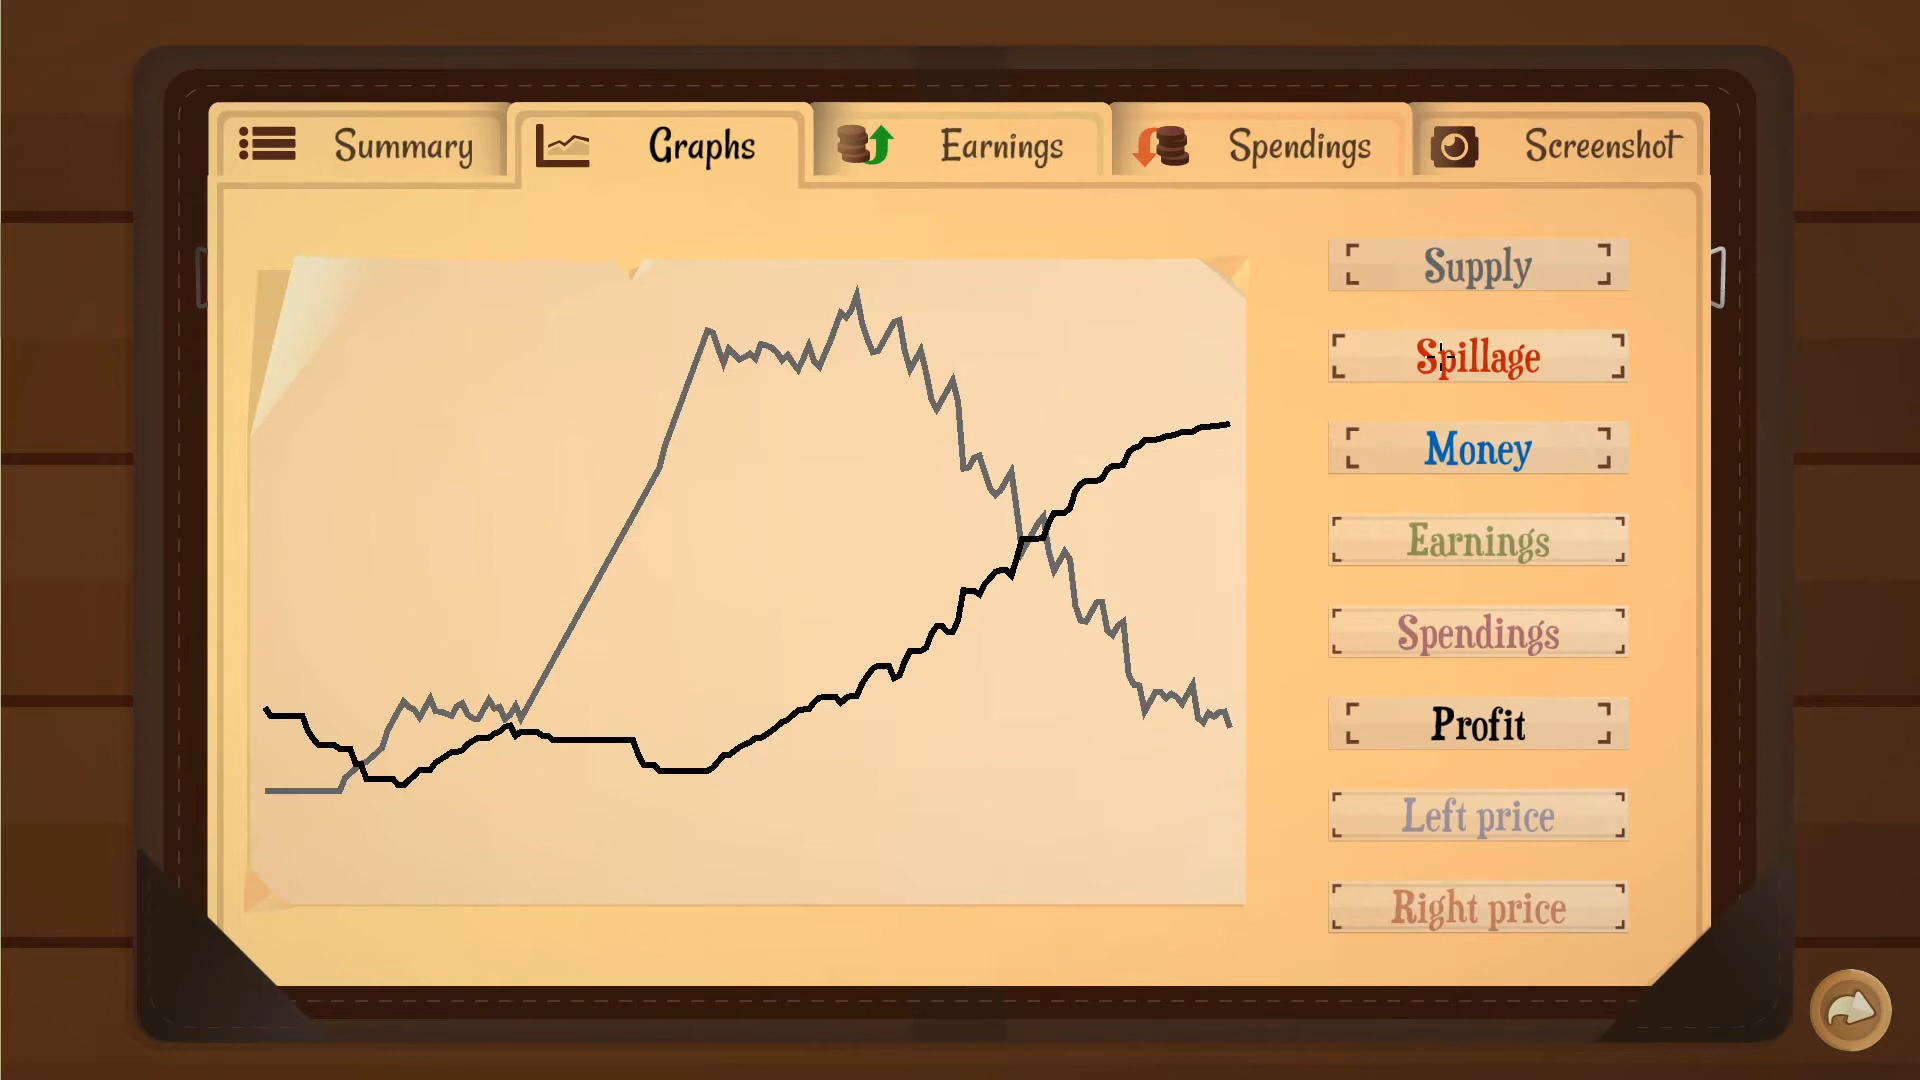 Summary
Graphs
Earnings
Spendings
Screenshot
Supply
Spillage
Money
Earnings
Spendings
Profit
Left price
Right price